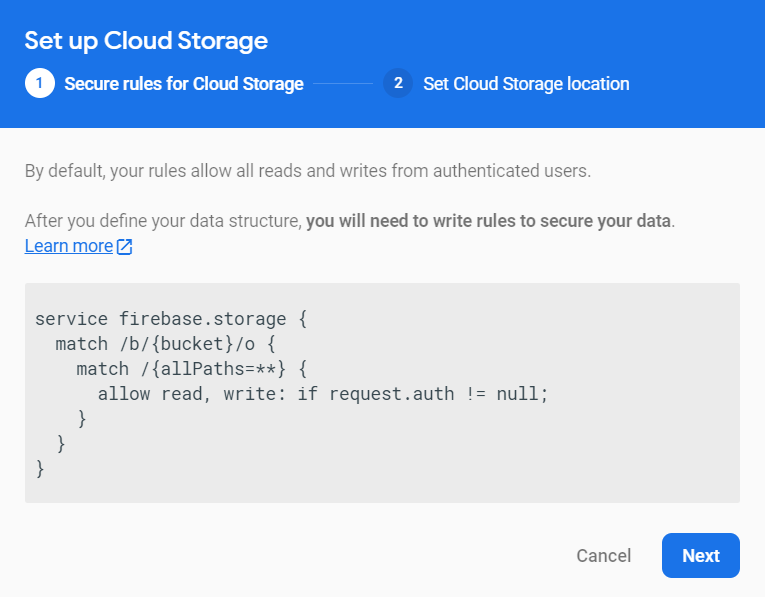 Set up Cloud Storage
1 Secure rules for Cloud Storage 2 Set Cloud Storage location
By default, your rules allow all reads and writes from authenticated users.
After you define your data structure, you will need to write rules to secure your data.
Learn more
service firebase.storage {
  match /b/{bucket}/o {
    match /{allPaths=**} {
      allow read, write: if request.auth != null;
    }
  }
}
Cancel Next